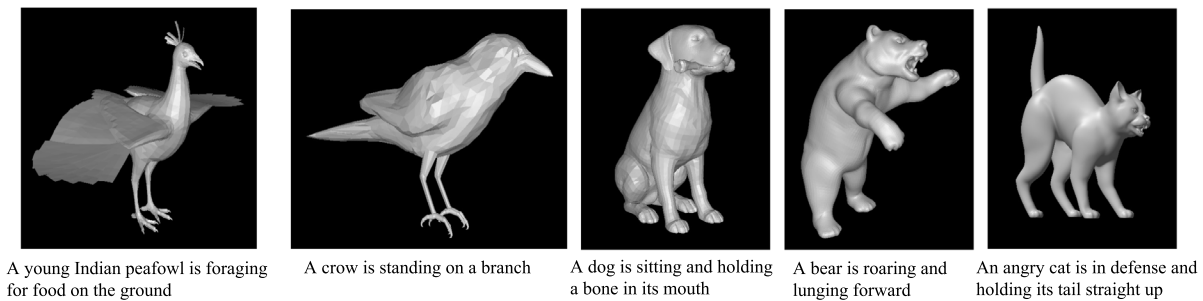 A young Indian peafowl is foraging
for food on the ground
A crow is standing on a branch
A dog is sitting and holding
a bone in its mouth
A bear is roaring and
lunging forward
An angry cat is in defense and
holding its tail straight up